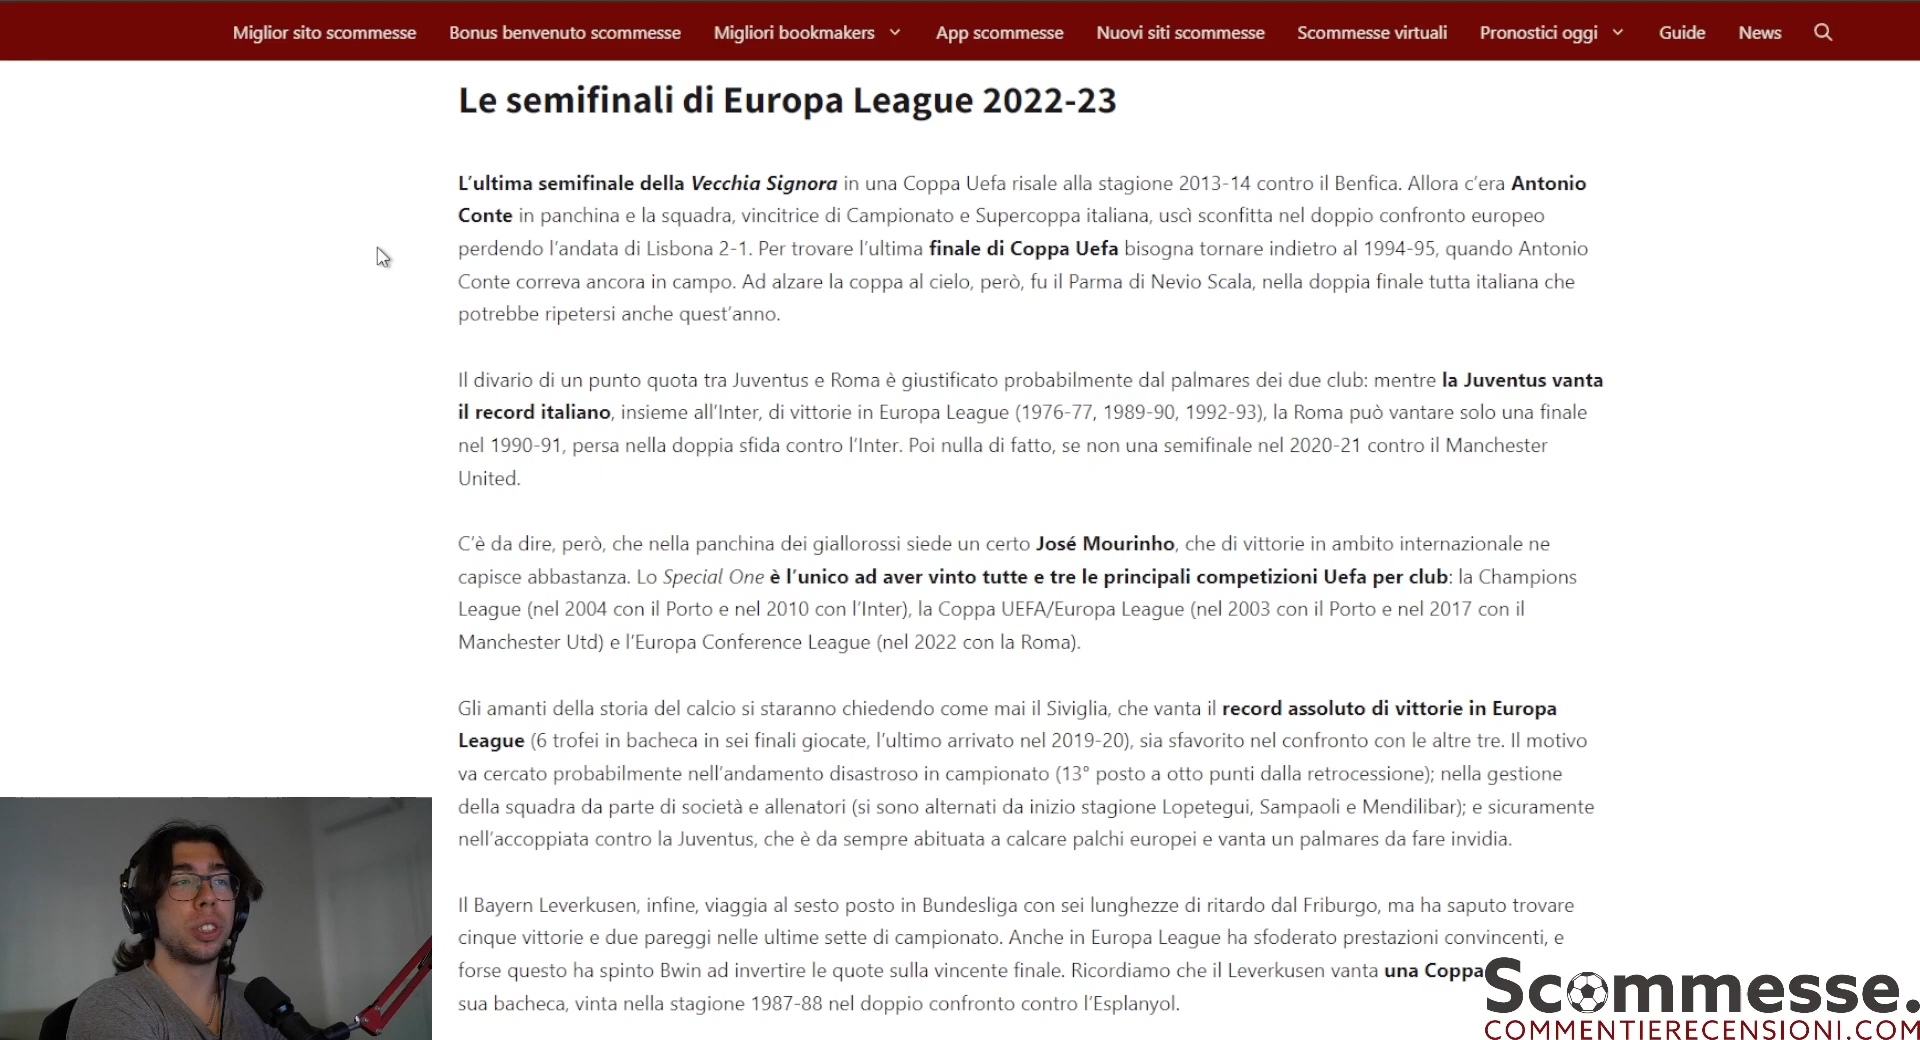 Miglior sito scommesse Bonus benvenuto scommesse Migliori bookmakers App scommesse Nuovi siti scommesse Scommesse virtuali Pronostici oggi Guide News
Le semifinali di Europa League 2022-23
L’ultima semifinale della Vecchia Signora in una Coppa Uefa risale alla stagione 2013-14 contro il Benfica. Allora c’era Antonio
Conte in panchina e la squadra, vincitrice di Campionato e Supercoppa italiana, uscì sconfitta nel doppio confronto europeo
perdendo l’andata di Lisbona 2-1. Per trovare l’ultima finale di Coppa Uefa bisogna tornare indietro al 1994-95, quando Antonio
Conte correva ancora in campo. Ad alzare la coppa al cielo, però, fu il Parma di Nevio Scala, nella doppia finale tutta italiana che
potrebbe ripetersi anche quest’anno.
Il divario di un punto quota tra Juventus e Roma è giustificato probabilmente dal palmares dei due club: mentre la Juventus vanta
il record italiano, insieme all’Inter, di vittorie in Europa League (1976-77, 1989-90, 1992-93), la Roma può vantare solo una finale
nel 1990-91, persa nella doppia sfida contro l’Inter. Poi nulla di fatto, se non una semifinale nel 2020-21 contro il Manchester
United.
C’è da dire, però, che nella panchina dei giallorossi siede un certo José Mourinho, che di vittorie in ambito internazionale ne
capisce abbastanza. Lo Special One è l’unico ad aver vinto tutte e tre le principali competizioni Uefa per club: la Champions
League (nel 2004 con il Porto e nel 2010 con l’Inter), la Coppa UEFA/Europa League (nel 2003 con il Porto e nel 2017 con il
Manchester Utd) e l’Europa Conference League (nel 2022 con la Roma).
Gli amanti della storia del calcio si staranno chiedendo come mai il Siviglia, che vanta il record assoluto di vittorie in Europa
League (6 trofei in bacheca in sei finali giocate, l’ultimo arrivato nel 2019-20), sia sfavorito nel confronto con le altre tre. Il motivo
va cercato probabilmente nell’andamento disastroso in campionato (13° posto a otto punti dalla retrocessione); nella gestione
della squadra da parte di società e allenatori (si sono alternati da inizio stagione Lopetegui, Sampaoli e Mendilibar); e sicuramente
nell’accoppiata contro la Juventus, che è da sempre abituata a calcare palchi europei e vanta un palmares da fare invidia.
Il Bayern Leverkusen, infine, viaggia al sesto posto in Bundesliga con sei lunghezze di ritardo dal Friburgo, ma ha saputo trovare
cinque vittorie e due pareggi nelle ultime sette di campionato. Anche in Europa League ha sfoderato prestazioni convincenti, e
forse questo ha spinto Bwin ad invertire le quote sulla vincente finale. Ricordiamo che il Leverkusen vanta una Coppa
sua bacheca, vinta nella stagione 1987-88 nel doppio confronto contro l’Esplanyol.
Scommesse.
COMMENTIERECENSIONI.COM